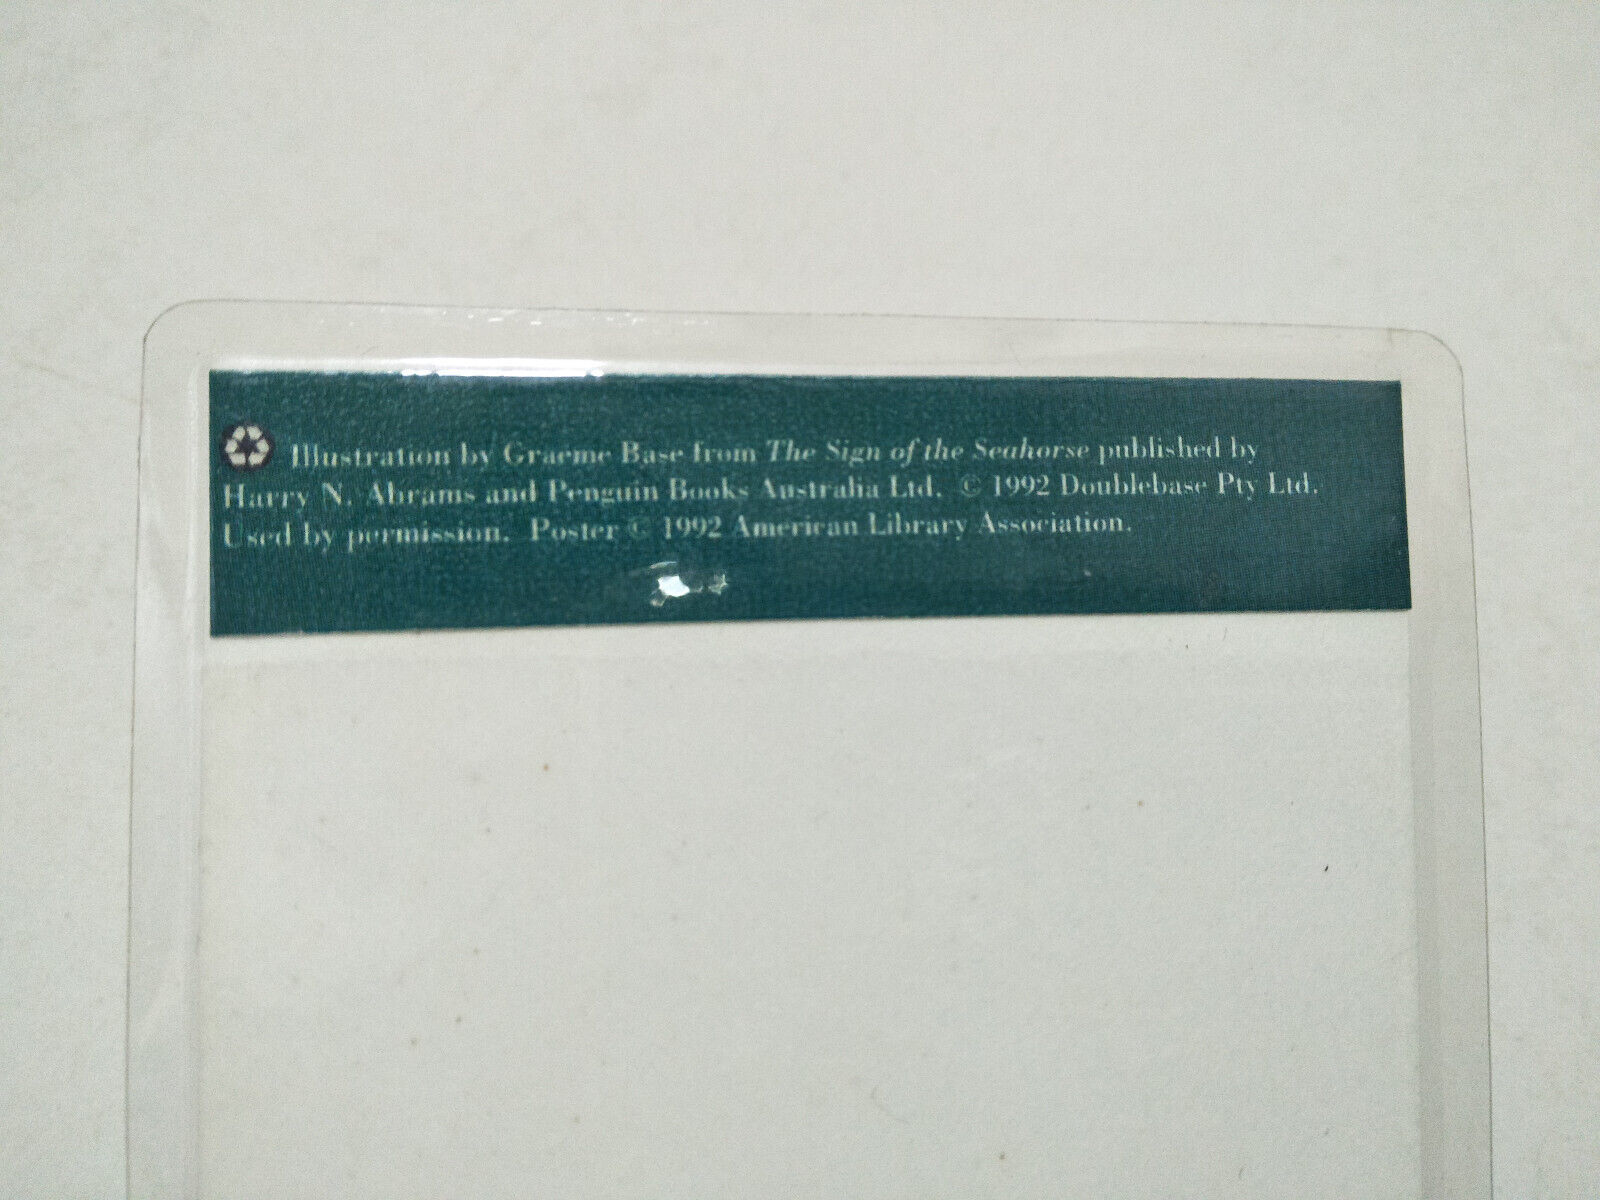 Illustration by Graeme Base from The Sign of the Seahorse published by
Harry N. Abrams and Penguin Books Australia Ltd. © 1992 Doublebase Pty Ltd.
Used by permission. Poster © 1992 American Library Association.